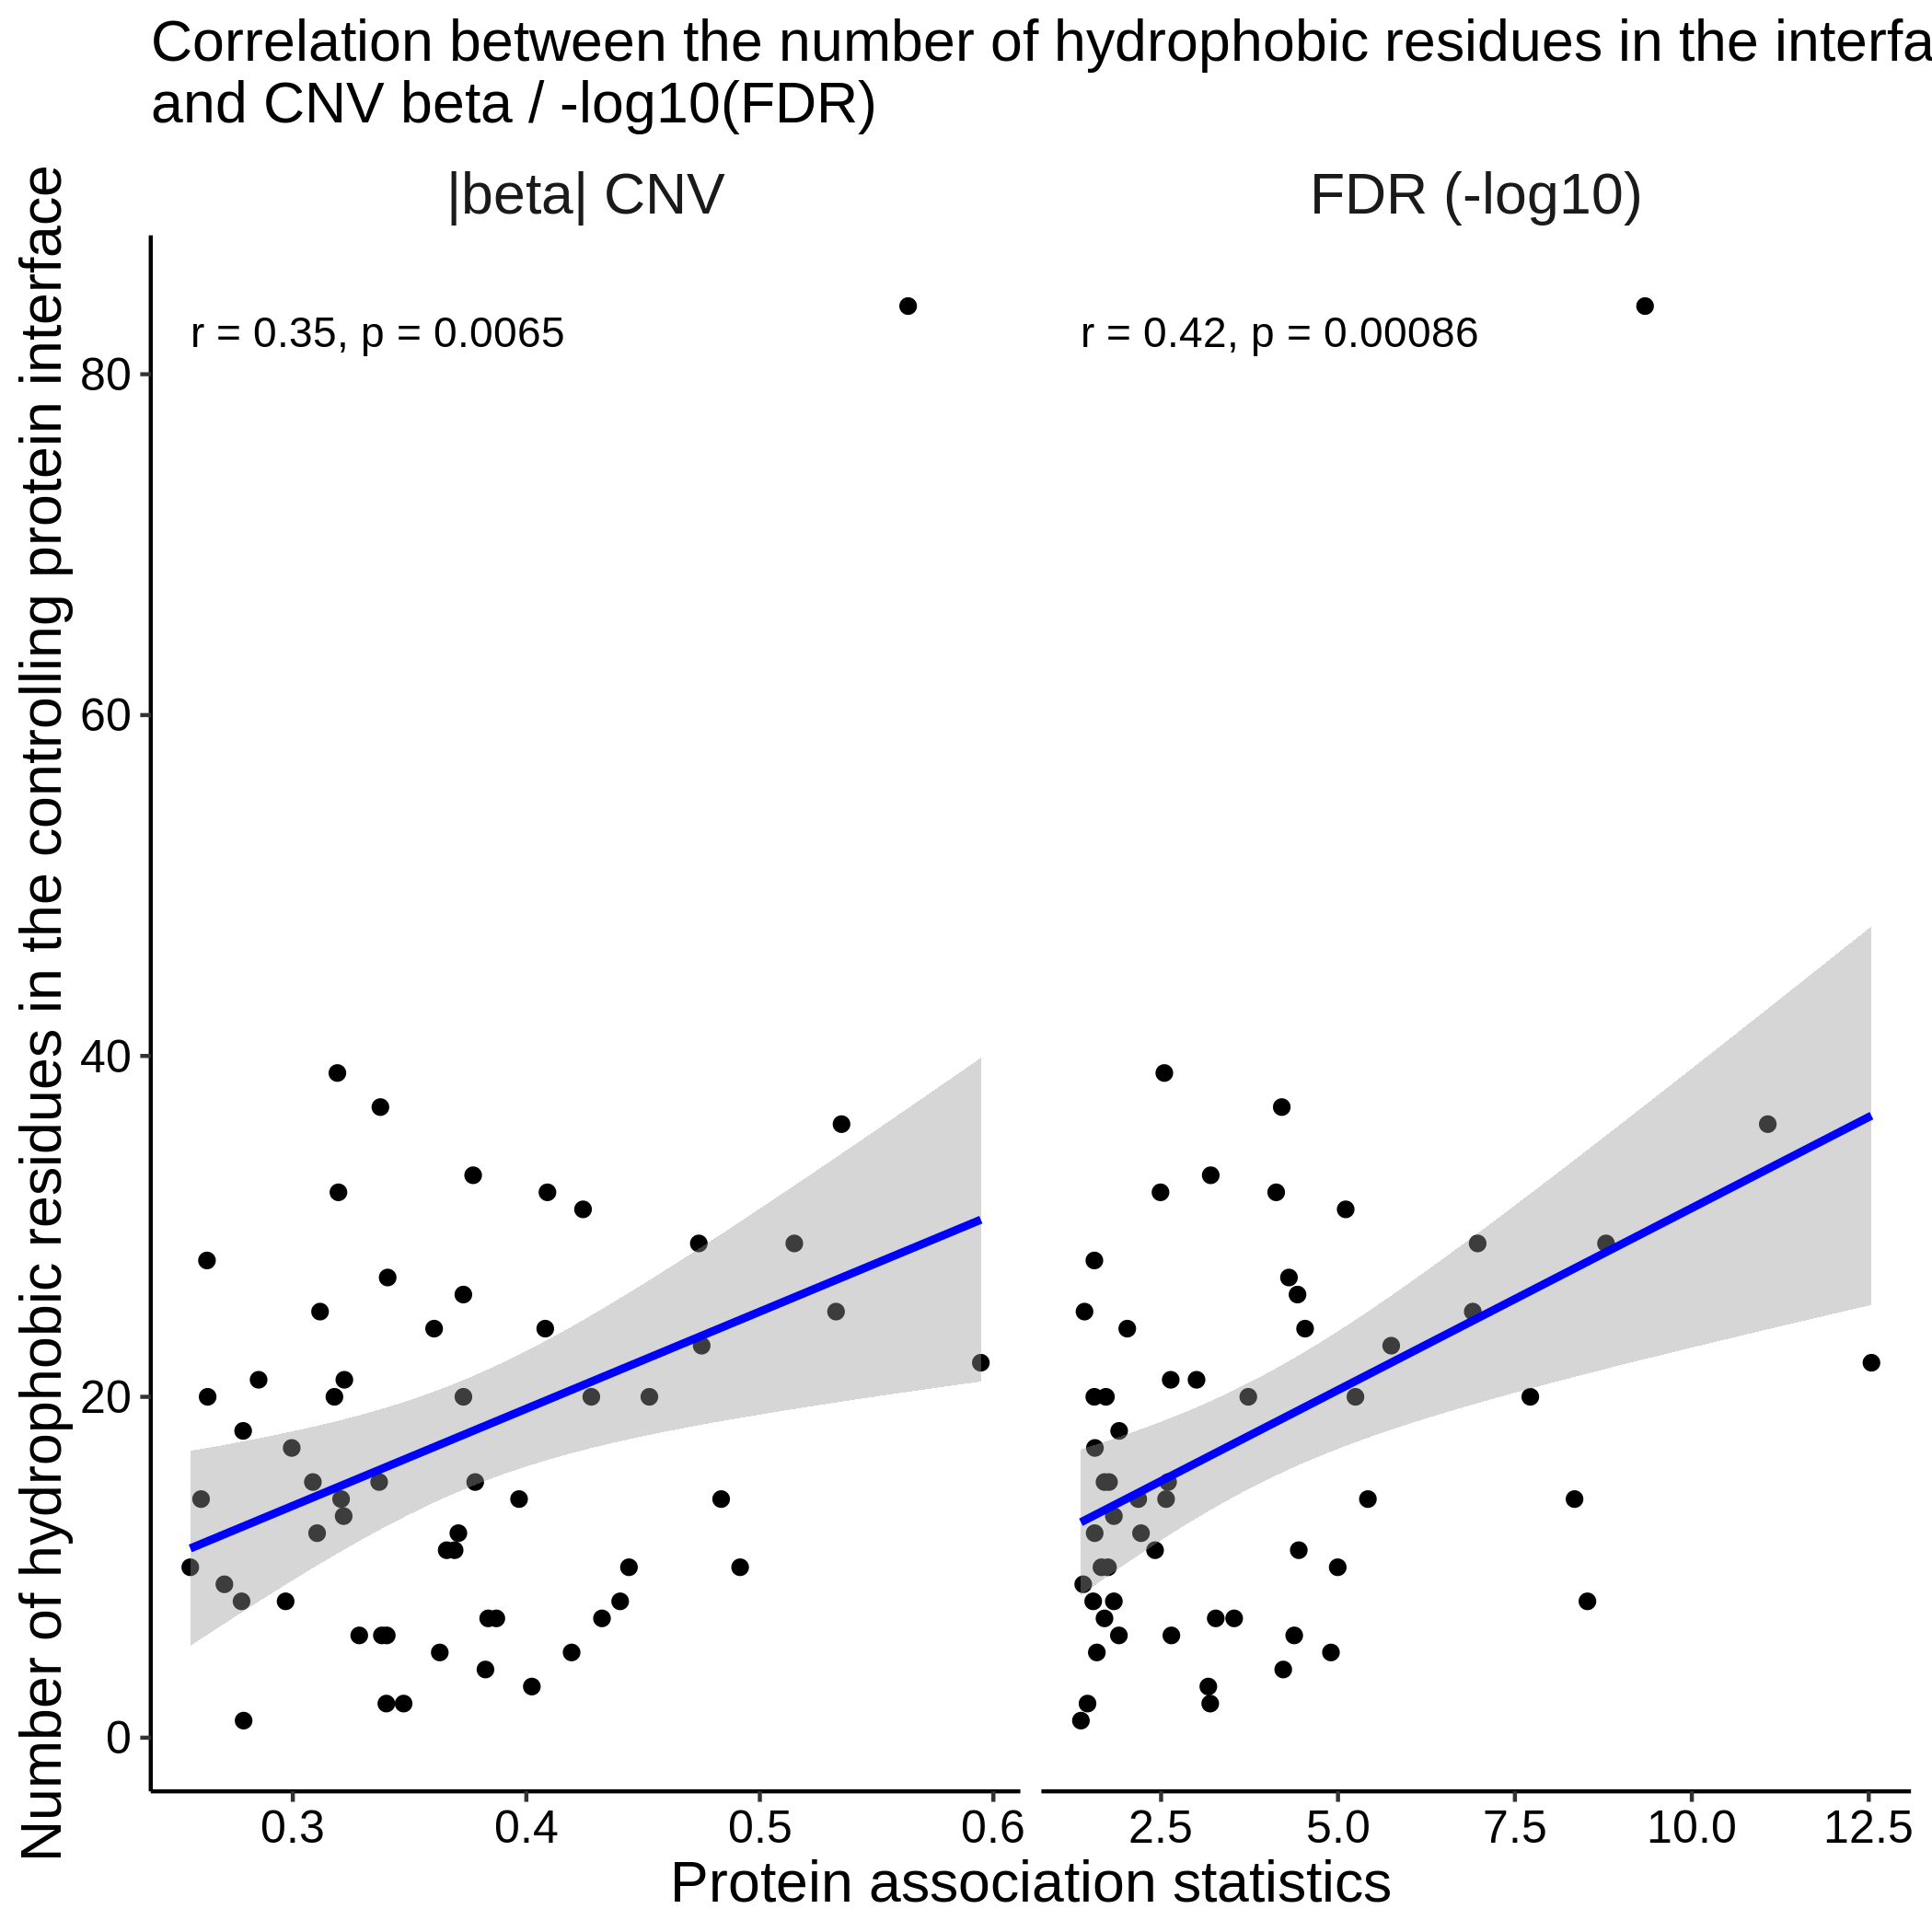 Correlation between the number of hydrophobic residues in the interfa
and CNV beta / -log10(FDR)
|beta| CNV
FDR (-log10)
Number of hydrophobic residues in the controlling protein interface
r = 0.35, p = 0.0065
r = 0.42, p = 0.00086
80
60
40
20
0
0.3 0.4 0.5 0.6
2.5 5.0 7.5 10.0 12.5
Protein association statistics